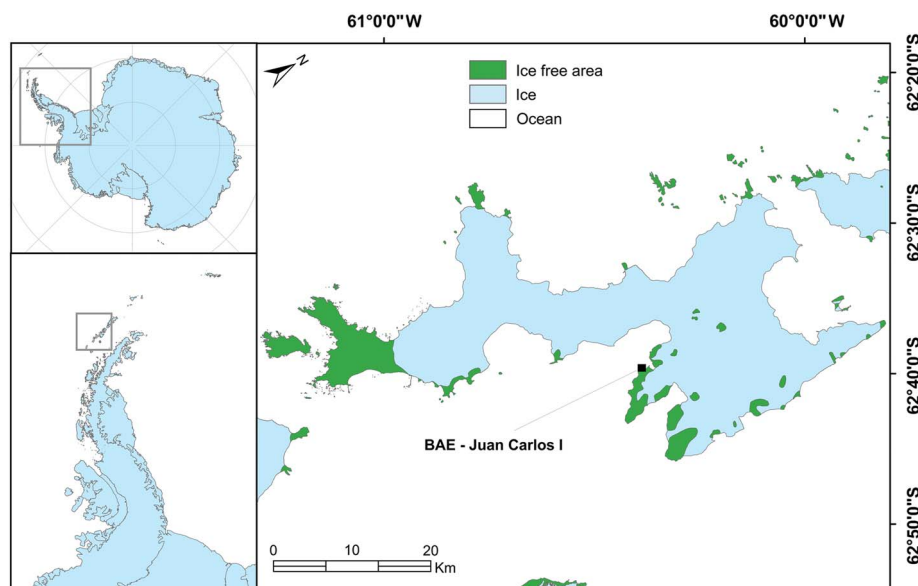 61°0'0"W
60°0'0"W
N
Ice free area
Ice
Ocean
62°20'0"S
62°30'0"S
62°40'0"S
62°50'0"S
BAE - Juan Carlos I
0 10 20
Km